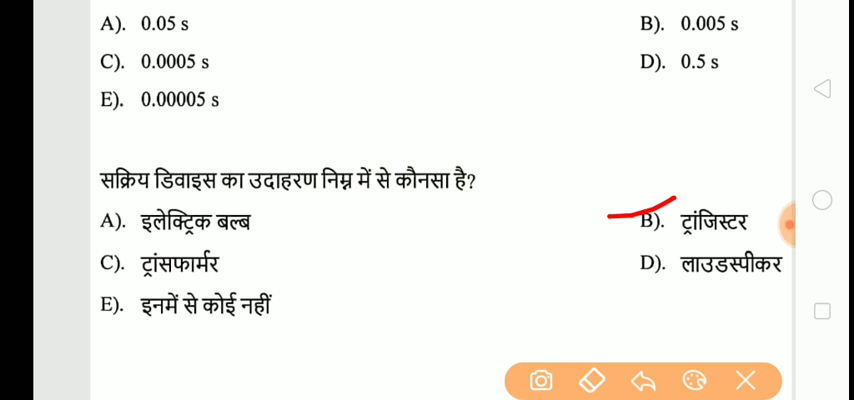 A). 0.05 s B). 0.005 s
C). 0.0005 s D). 0.5 s
E). 0.00005 s
सक्रिय डिवाइस का उदाहरण निम्न में से कौनसा है?
A). इलेक्ट्रिक बल्ब B). ट्रांजिस्टर
C). ट्रांसफार्मर D). लाउडस्पीकर
E). इनमें से कोई नहीं